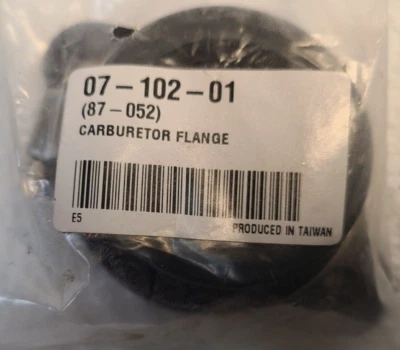 07-102-01
(87-052)
CARBURETOR FLANGE
E5 PRODUCED IN TAIWAN